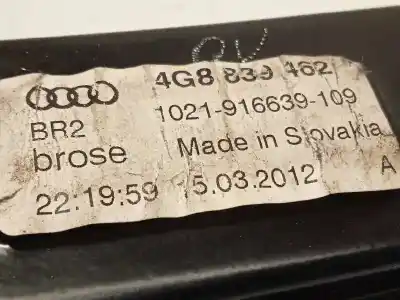 4G8 839 462
BR2
1021-916639-109
brose
Made in Slovakia
22:19:59
5.03.2012
A